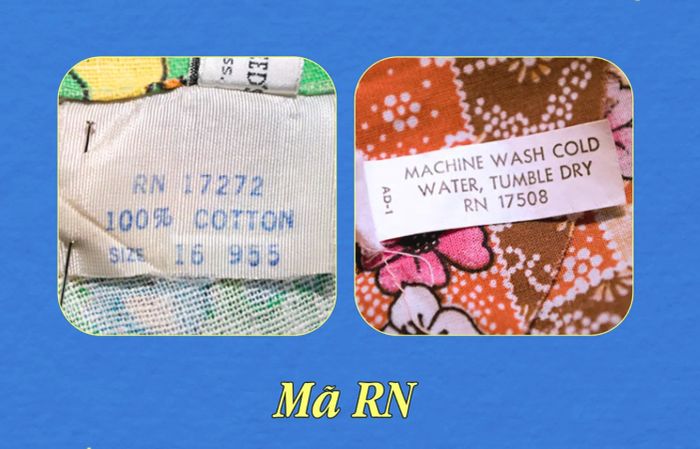 RN 17272
100% COTTON
SIZE 16 955
MACHINE WASH COLD
WATER, TUMBLE DRY
RN 17508
AD-1
Mã RN